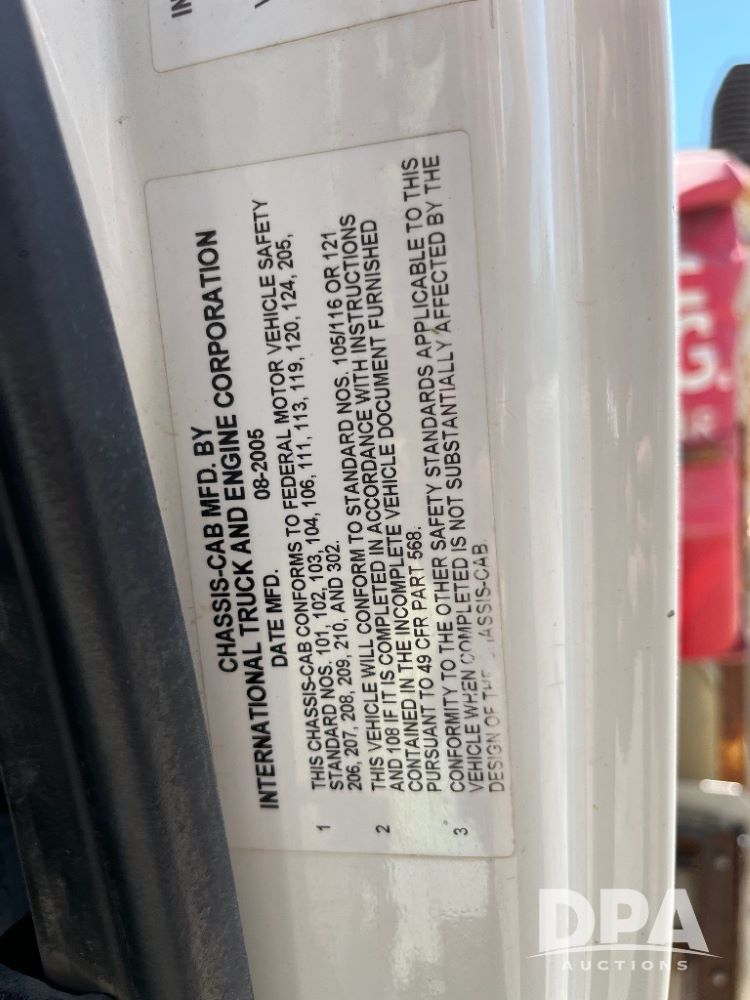 CHASSIS-CAB MFD. BY
INTERNATIONAL TRUCK AND ENGINE CORPORATION
DATE MFD. 08-2005
1 THIS CHASSIS-CAB CONFORMS TO FEDERAL MOTOR VEHICLE SAFETY
STANDARD NOS. 101, 102, 103, 104, 106, 111, 113, 119, 120, 124, 205,
206, 207, 208, 209, 210, AND 302.
2 THIS VEHICLE WILL CONFORM TO STANDARD NOS. 105/116 OR 121
AND 108 IF IT IS COMPLETED IN ACCORDANCE WITH INSTRUCTIONS
CONTAINED IN THE INCOMPLETE VEHICLE DOCUMENT FURNISHED
PURSUANT TO 49 CFR PART 568.
3 CONFORMITY TO THE OTHER SAFETY STANDARDS APPLICABLE TO THIS
VEHICLE WHEN COMPLETED IS NOT SUBSTANTIALLY AFFECTED BY THE
DESIGN OF THE CHASSIS-CAB.
G.
DPA
AUCTIONS